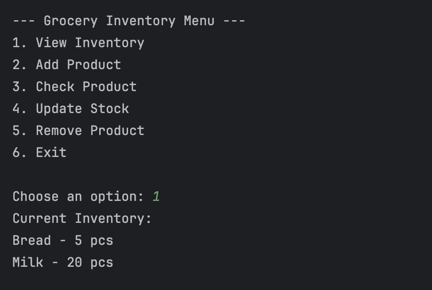 --- Grocery Inventory Menu ---
1. View Inventory
2. Add Product
3. Check Product
4. Update Stock
5. Remove Product
6. Exit
Choose an option: 1
Current Inventory:
Bread - 5 pcs
Milk - 20 pcs